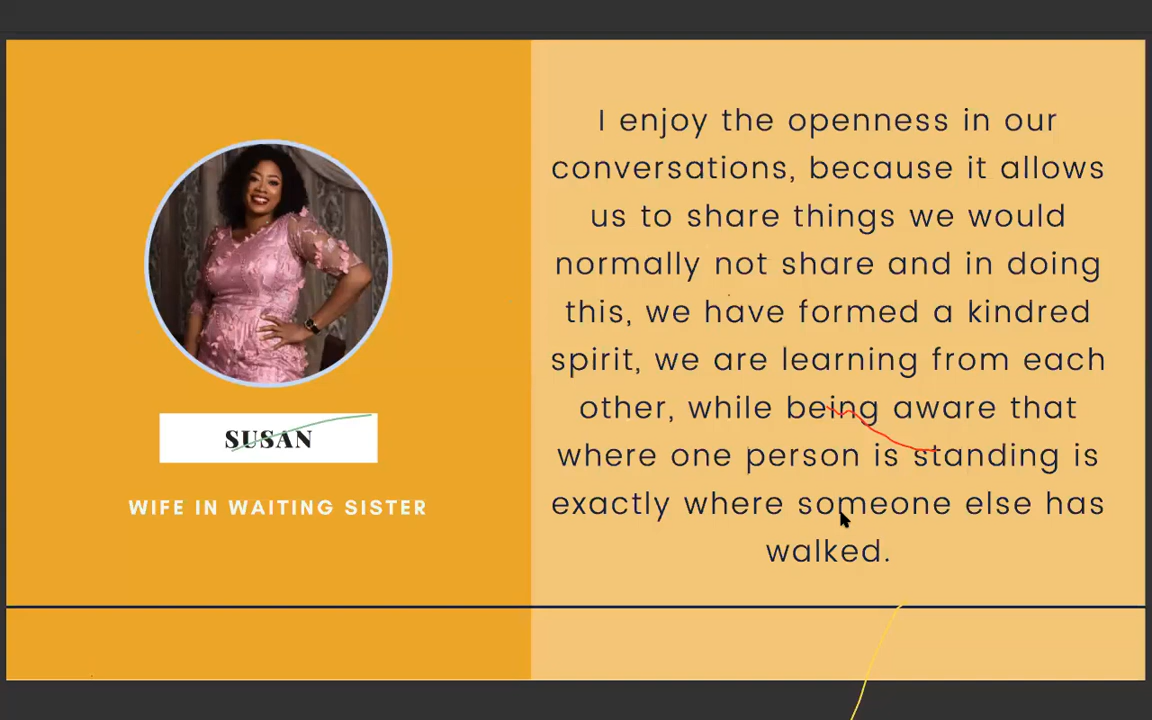 SUSAN
WIFE IN WAITING SISTER
I enjoy the openness in our
conversations, because it allows
us to share things we would
normally not share and in doing
this, we have formed a kindred
spirit, we are learning from each
other, while being aware that
where one person is standing is
exactly where someone else has
walked.